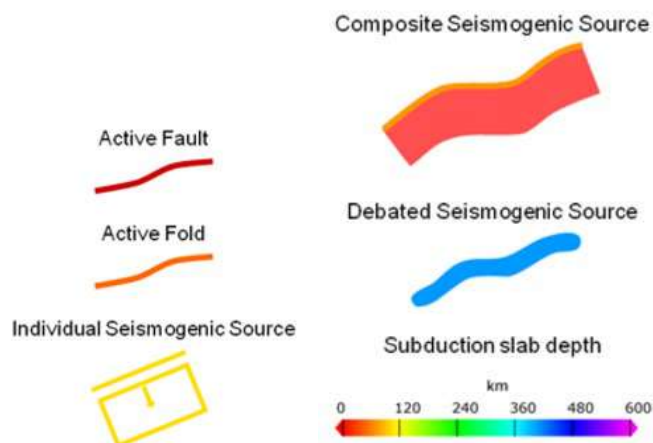 Composite Seismogenic Source
Active Fault
Active Fold
Debated Seismogenic Source
Individual Seismogenic Source
Subduction slab depth
km
0 120 240 360 480 600